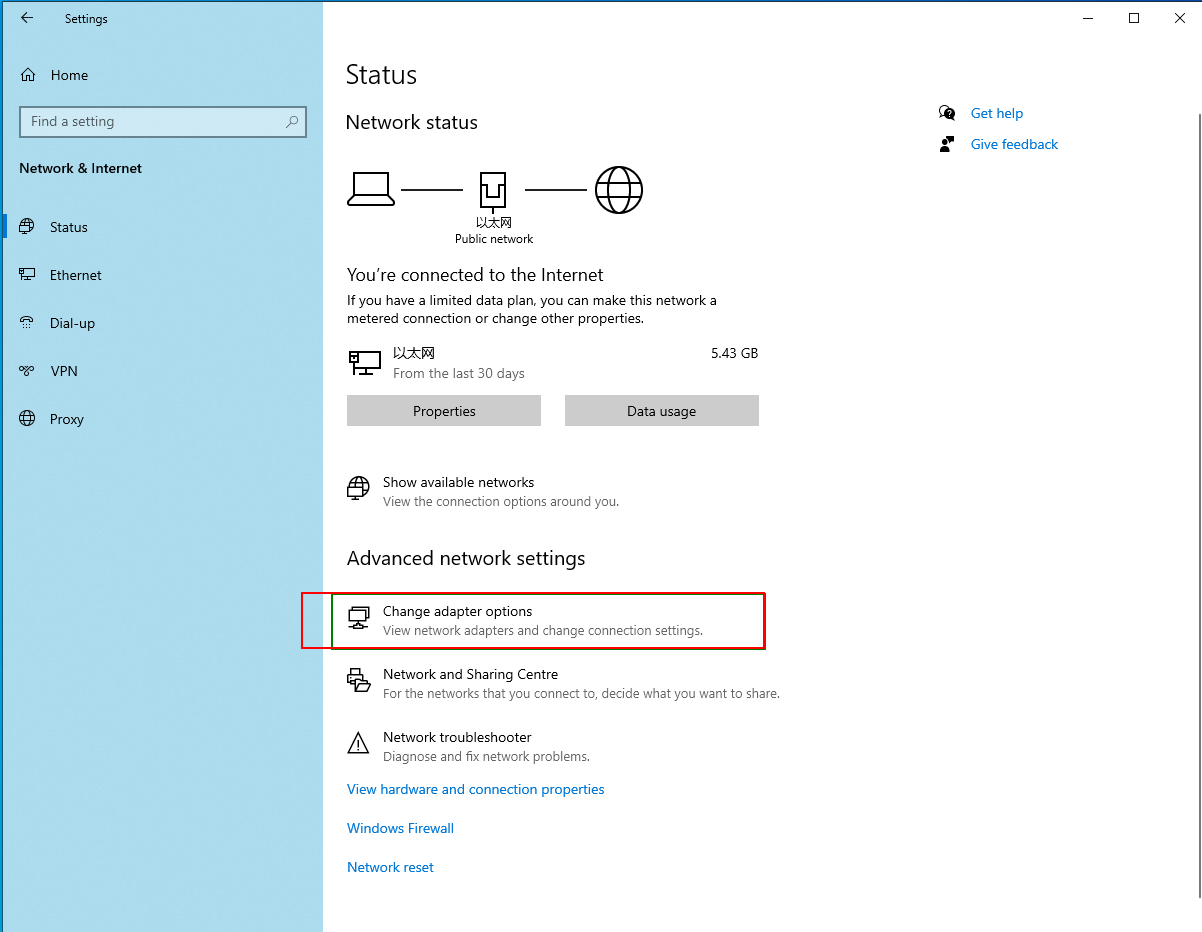 Settings
Home
Find a setting
Network & Internet
Status
Ethernet
Dial-up
VPN
Proxy
Status
Network status
以太网
Public network
You’re connected to the Internet
If you have a limited data plan, you can make this network a
metered connection or change other properties.
以太网 5.43 GB
From the last 30 days
Properties Data usage
Show available networks
View the connection options around you.
Advanced network settings
Change adapter options
View network adapters and change connection settings.
Network and Sharing Centre
For the networks that you connect to, decide what you want to share.
Network troubleshooter
Diagnose and fix network problems.
View hardware and connection properties
Windows Firewall
Network reset
Get help
Give feedback